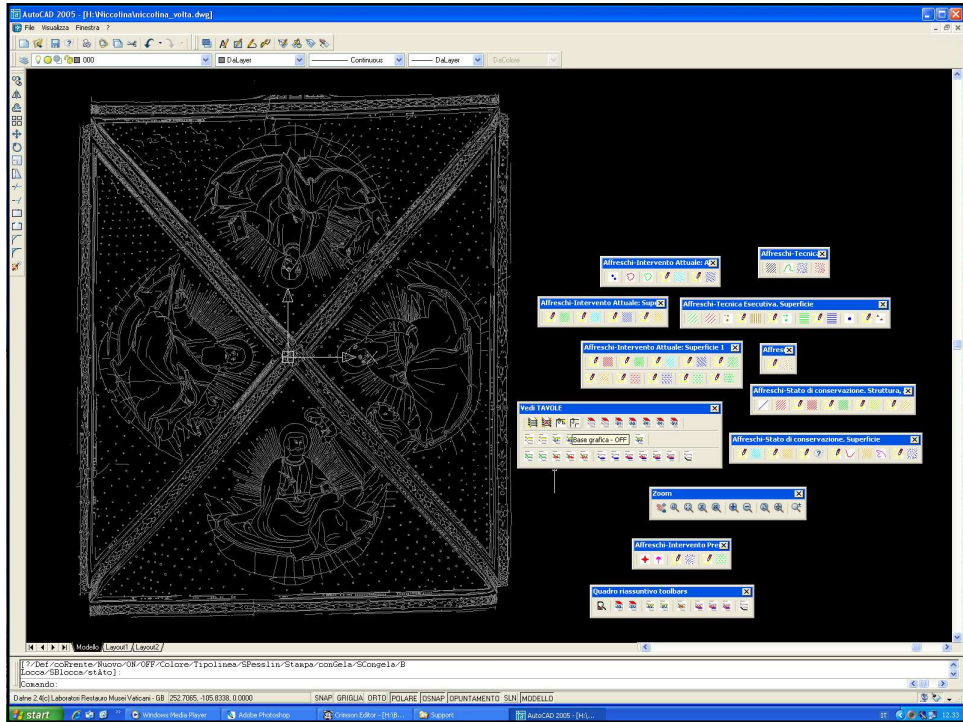 AutoCAD 2005 - [H:\Niccolina\niccolina_volta.dwg]
File Visualizza Finestra ?
000
DaLayer
Continuous
DaLayer
DaColore
Affreschi-Intervento Attuale: A
Affreschi-Tecnic
Affreschi-Intervento Attuale: Sup
Affreschi-Tecnica Esecutiva. Superficie
Affreschi-Intervento Attuale: Superficie 1
Affres
Affreschi-Stato di conservazione. Struttura,
Vedi TAVOLE
Base grafica - OFF
Affreschi-Stato di conservazione. Superficie
Zoom
Affreschi-Intervento Pre
Quadro riassuntivo toolbars
Modello Layout1 Layout2
[?/Def/coRrente/Nuovo/ON/OFF/Colore/Tipolinea/SPesslin/Stampa/conGela/SCongela/B
Locca/SBlocca/stAto]:
Comando:
Dafne 2.4(c) Laboratori Restauro Musei Vaticani - GB 252.7065, -105.8338, 0.0000 SNAP GRIGLIA ORTO POLARE OSNAP OPUNTAMENTO SLN MODELLO
start Windows Media Player Adobe Photoshop Crimson Editor - [H:\B... Support AutoCAD 2005 - [H:\... IT 12.33